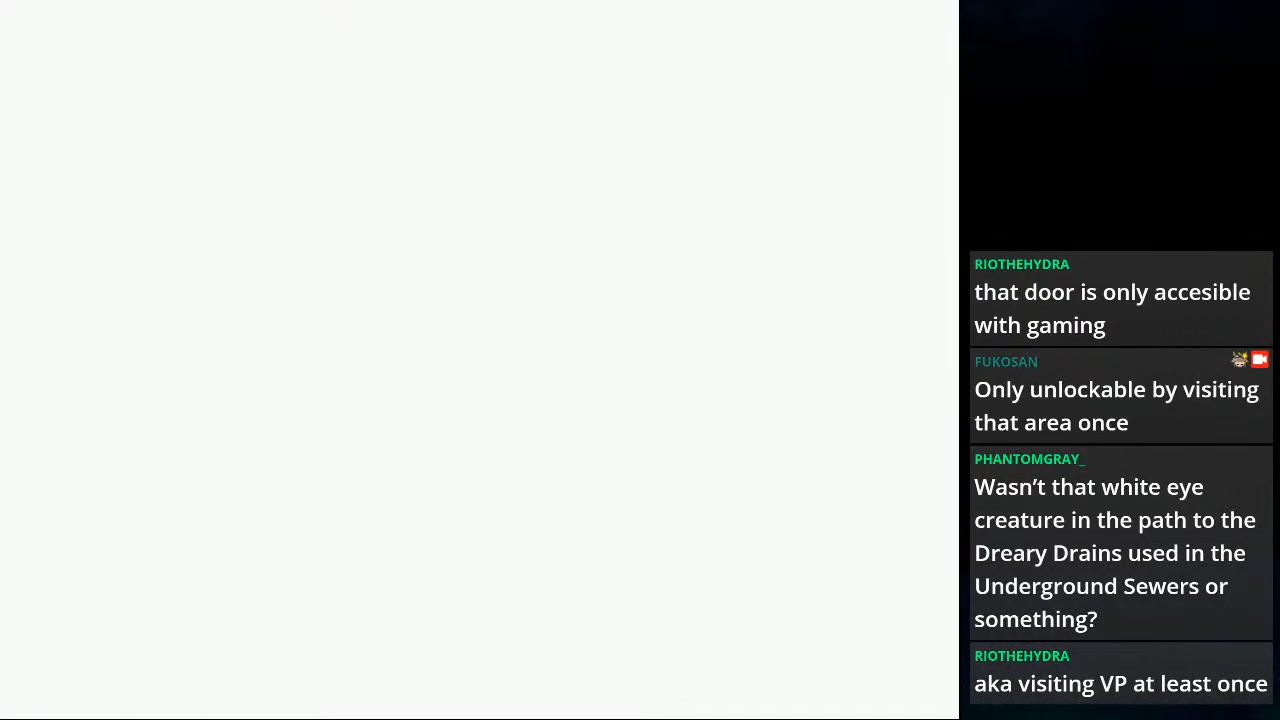 RIOTHEHYDRA
that door is only accesible
with gaming
FUKOSAN
Only unlockable by visiting
that area once
PHANTOMGRAY_
Wasn't that white eye
creature in the path to the
Dreary Drains used in the
Underground Sewers or
something?
RIOTHEHYDRA
aka visiting VP at least once